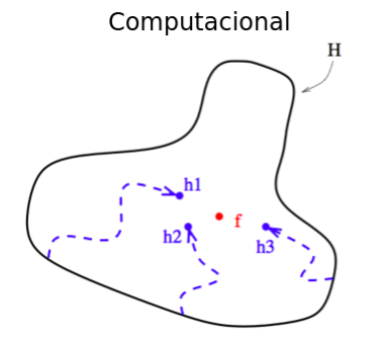 Computacional
H
h1
f
h2
h3